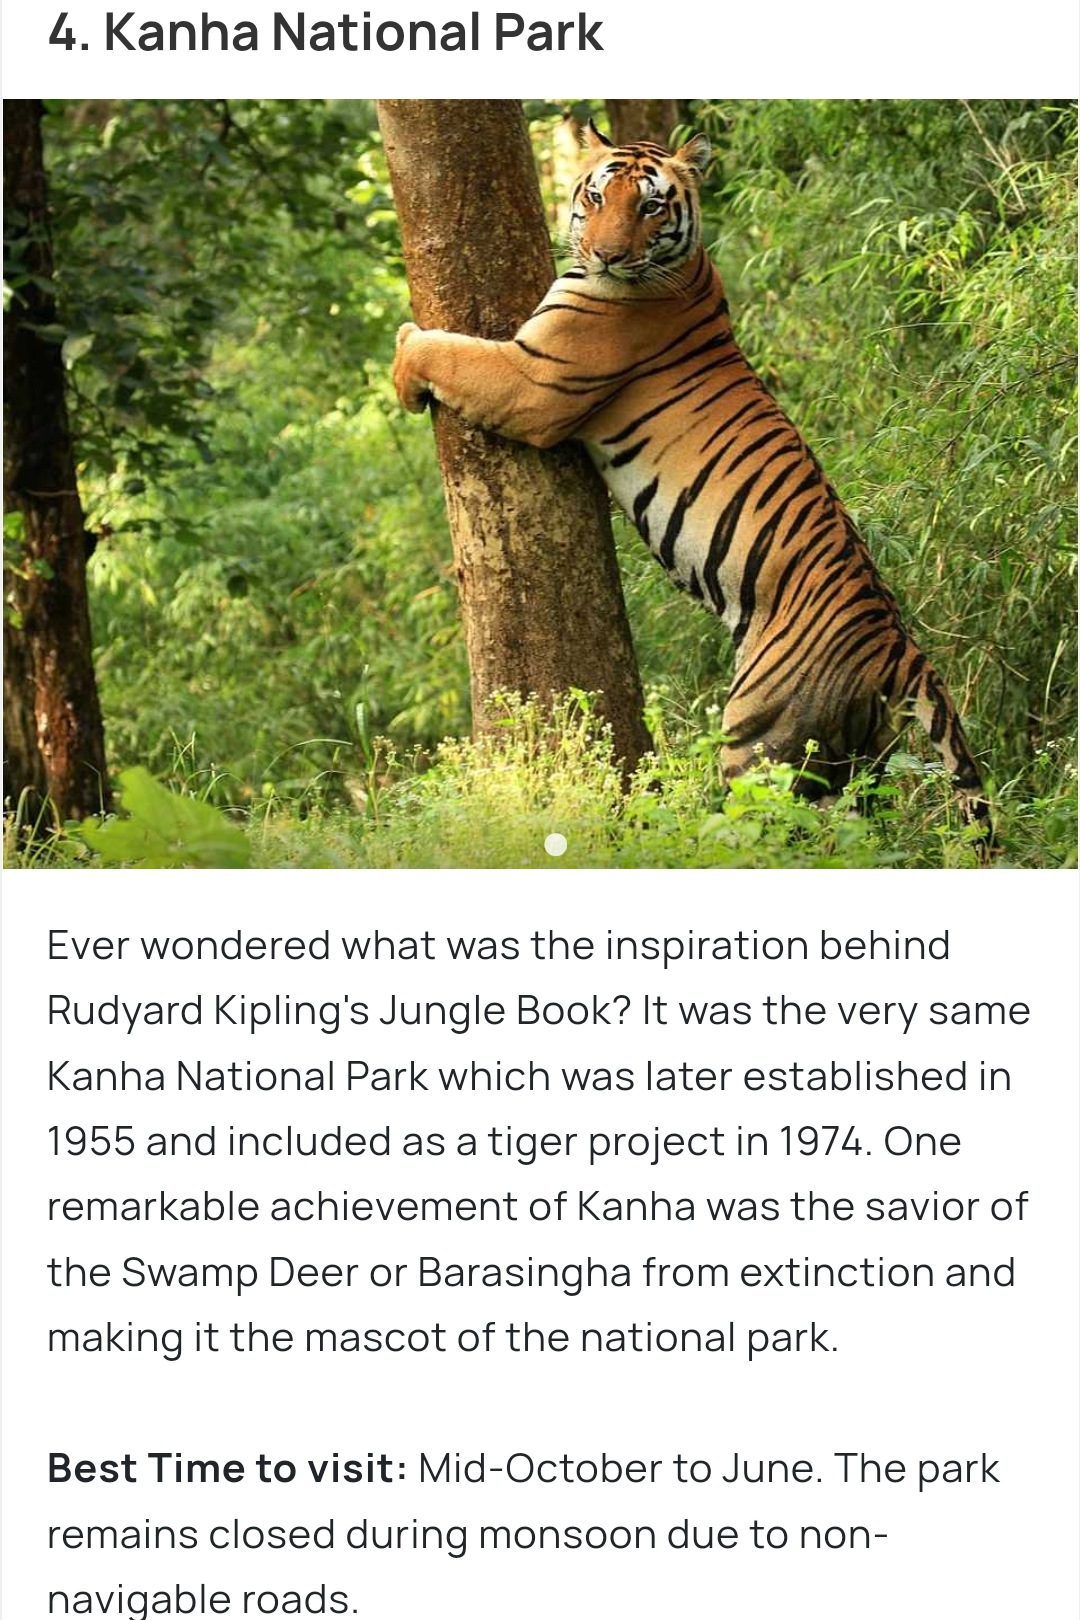 4. Kanha National Park
Ever wondered what was the inspiration behind
Rudyard Kipling's Jungle Book? It was the very same
Kanha National Park which was later established in
1955 and included as a tiger project in 1974. One
remarkable achievement of Kanha was the savior of
the Swamp Deer or Barasingha from extinction and
making it the mascot of the national park.
Best Time to visit: Mid-October to June. The park
remains closed during monsoon due to non-
navigable roads.